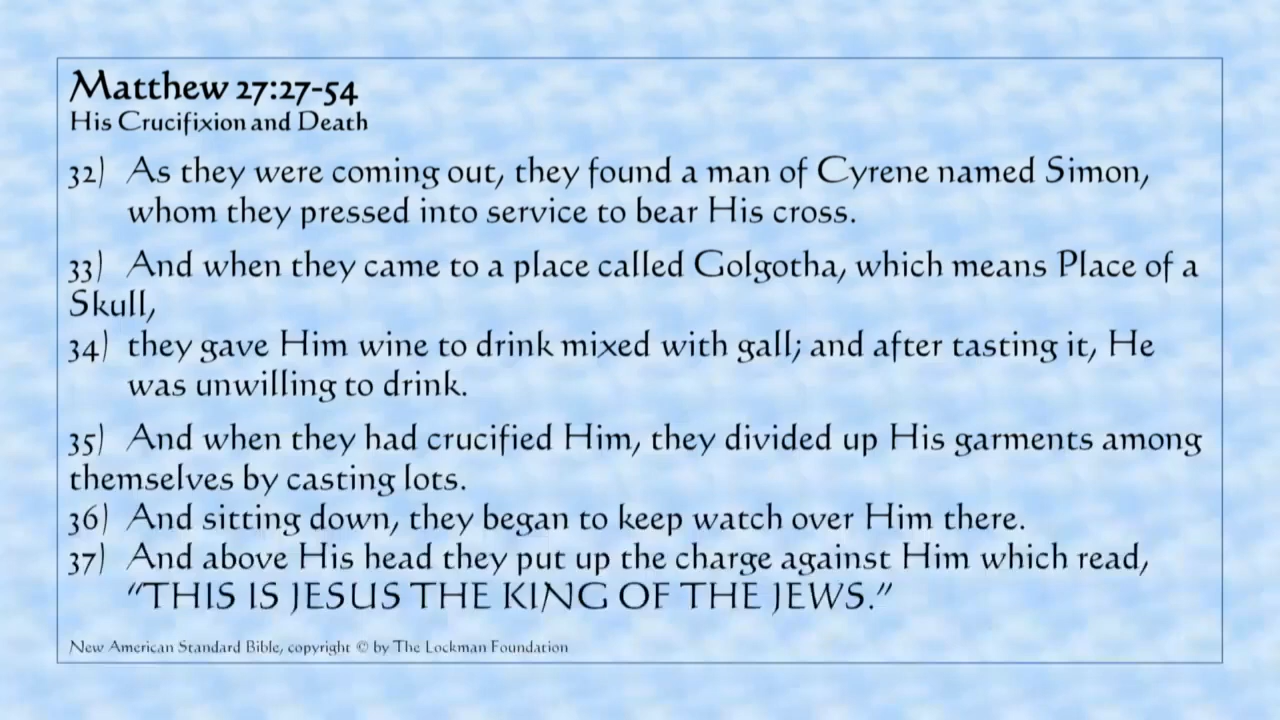 Matthew 27:27-54
His Crucifixion and Death
32) As they were coming out, they found a man of Cyrene named Simon,
whom they pressed into service to bear His cross.
33) And when they came to a place called Golgotha, which means Place of a
Skull,
34) they gave Him wine to drink mixed with gall; and after tasting it, He
was unwilling to drink.
35) And when they had crucified Him, they divided up His garments among
themselves by casting lots.
36) And sitting down, they began to keep watch over Him there.
37) And above His head they put up the charge against Him which read,
“THIS IS JESUS THE KING OF THE JEWS.”
New American Standard Bible, copyright © by The Lockman Foundation